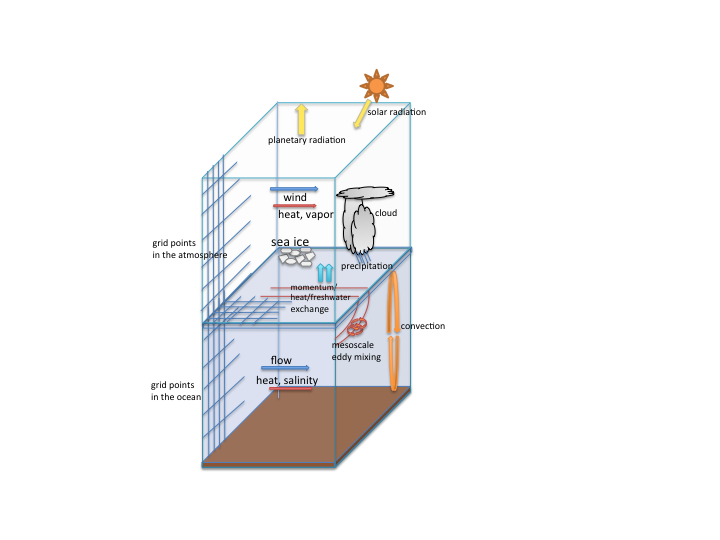 solar radiation
planetary radiation
wind
heat, vapor
cloud
sea ice
grid points
in the atmosphere
precipitation
momentum/
heat/freshwater
exchange
convection
mesoscale
eddy mixing
flow
heat, salinity
grid points
in the ocean